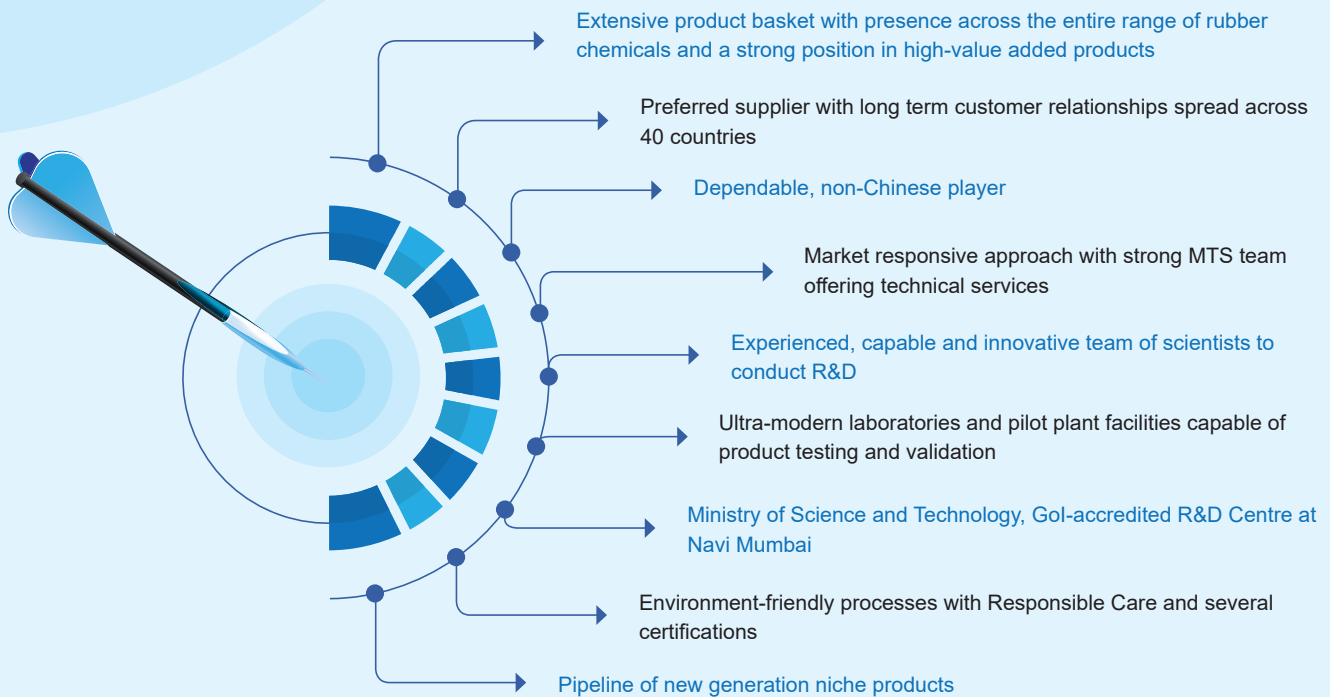 Extensive product basket with presence across the entire range of rubber
chemicals and a strong position in high-value added products
Preferred supplier with long term customer relationships spread across
40 countries
Dependable, non-Chinese player
Market responsive approach with strong MTS team
offering technical services
Experienced, capable and innovative team of scientists to
conduct R&D
Ultra-modern laboratories and pilot plant facilities capable of
product testing and validation
Ministry of Science and Technology, GoI-accredited R&D Centre at
Navi Mumbai
Environment-friendly processes with Responsible Care and several
certifications
Pipeline of new generation niche products